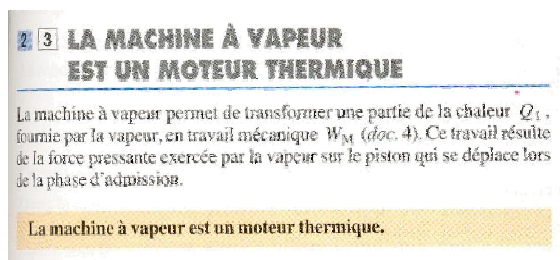 2 3 LA MACHINE À VAPEUR
EST UN MOTEUR THERMIQUE
La machine à vapeur permet de transformer une partie de la chaleur Q₁,
fournie par la vapeur, en travail mécanique W_M (doc. 4). Ce travail résulte
de la force pressante exercée par la vapeur sur le piston qui se déplace lors
de la phase d'admission.
La machine à vapeur est un moteur thermique.